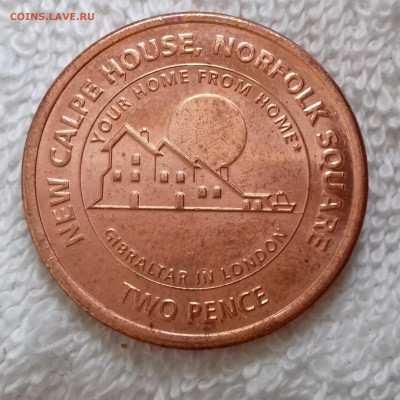 COINS.LAVE.RU
NEW CALPE HOUSE, NORFOLK SQUARE
YOUR HOME FROM HOME*
GIBRALTAR IN LONDON
TWO PENCE